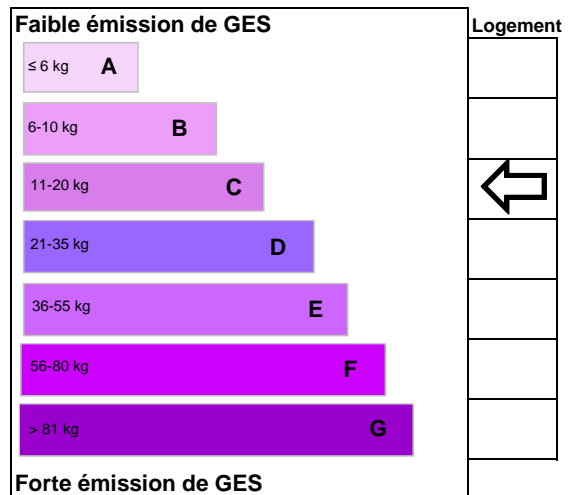 Faible émission de GES
Logement
≤ 6 kg A
6-10 kg B
11-20 kg C
21-35 kg D
36-55 kg E
56-80 kg F
> 81 kg G
Forte émission de GES